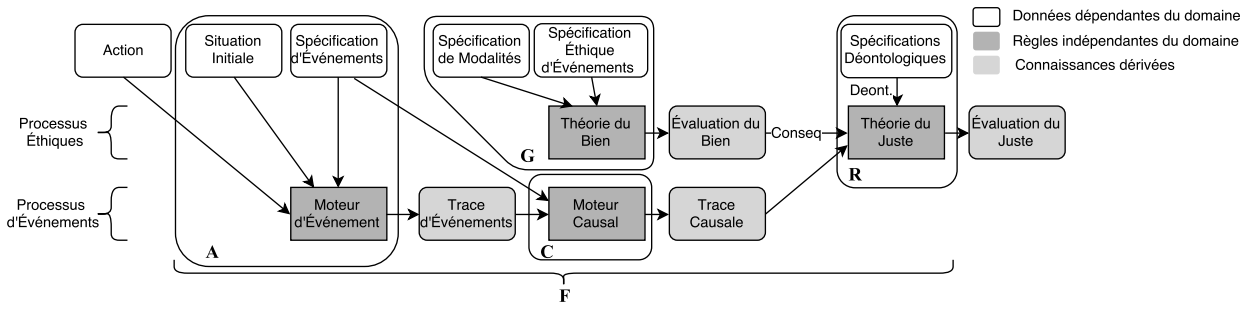 Données dépendantes du domaine
Règles indépendantes du domaine
Connaissances dérivées
Action
Situation
Initiale
Spécification
d'Événements
Spécification
de Modalités
Spécification
Éthique
d'Événements
Spécifications
Déontologiques
Deont.
Processus
Éthiques
Théorie du
Bien
G
Évaluation du
Bien
Conseq
Théorie du
Juste
R
Évaluation du
Juste
Processus
d'Événements
Moteur
d'Événement
A
Trace
d'Événements
Moteur
Causal
C
Trace
Causale
F